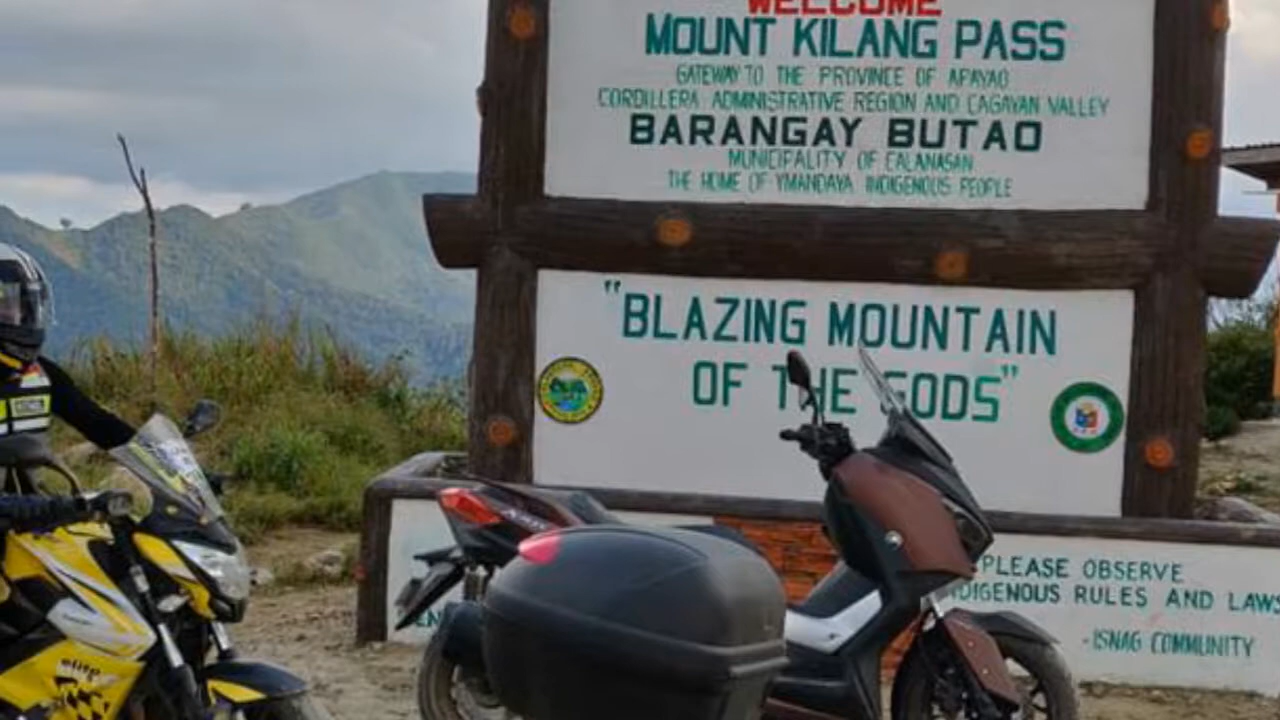 WELCOME
MOUNT KILANG PASS
GATEWAY TO THE PROVINCE OF APAYAO
CORDILLERA ADMINISTRATIVE REGION AND CAGAYAN VALLEY
BARANGAY BUTAO
MUNICIPALITY OF CALANASAN
THE HOME OF YMANDAYA INDIGENOUS PEOPLE
"BLAZING MOUNTAIN
OF THE GODS"
PLEASE OBSERVE
DIGENOUS RULES AND LAWS
-ISNAG COMMUNITY